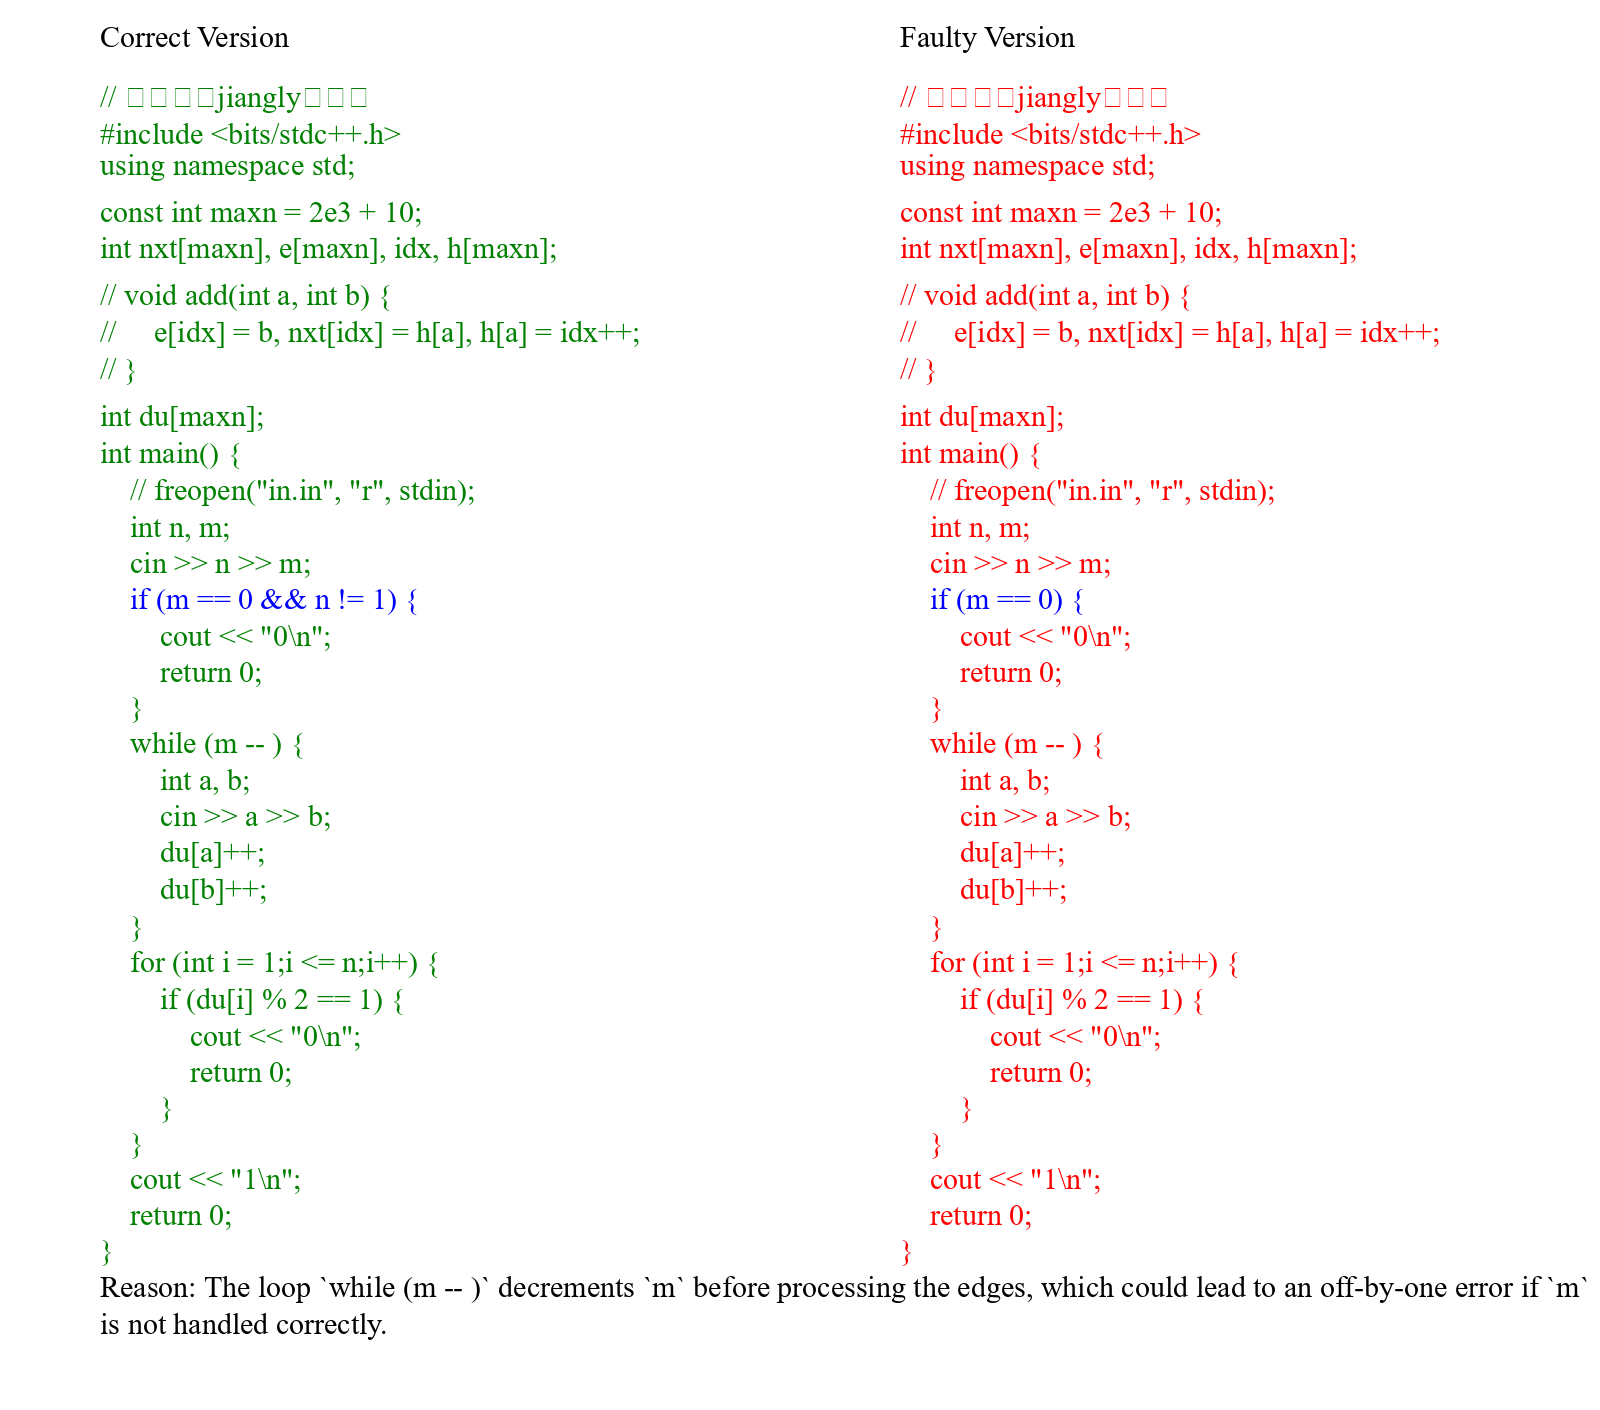 Correct Version
// □□□□jiangly□□□
#include <bits/stdc++.h>
using namespace std;
const int maxn = 2e3 + 10;
int nxt[maxn], e[maxn], idx, h[maxn];
// void add(int a, int b) {
//     e[idx] = b, nxt[idx] = h[a], h[a] = idx++;
// }
int du[maxn];
int main() {
    // freopen("in.in", "r", stdin);
    int n, m;
    cin >> n >> m;
    if (m == 0 && n != 1) {
        cout << "0\n";
        return 0;
    }
    while (m -- ) {
        int a, b;
        cin >> a >> b;
        du[a]++;
        du[b]++;
    }
    for (int i = 1;i <= n;i++) {
        if (du[i] % 2 == 1) {
            cout << "0\n";
            return 0;
        }
    }
    cout << "1\n";
    return 0;
}
Faulty Version
// □□□□jiangly□□□
#include <bits/stdc++.h>
using namespace std;
const int maxn = 2e3 + 10;
int nxt[maxn], e[maxn], idx, h[maxn];
// void add(int a, int b) {
//     e[idx] = b, nxt[idx] = h[a], h[a] = idx++;
// }
int du[maxn];
int main() {
    // freopen("in.in", "r", stdin);
    int n, m;
    cin >> n >> m;
    if (m == 0) {
        cout << "0\n";
        return 0;
    }
    while (m -- ) {
        int a, b;
        cin >> a >> b;
        du[a]++;
        du[b]++;
    }
    for (int i = 1;i <= n;i++) {
        if (du[i] % 2 == 1) {
            cout << "0\n";
            return 0;
        }
    }
    cout << "1\n";
    return 0;
}
Reason: The loop `while (m -- )` decrements `m` before processing the edges, which could lead to an off-by-one error if `m`
is not handled correctly.